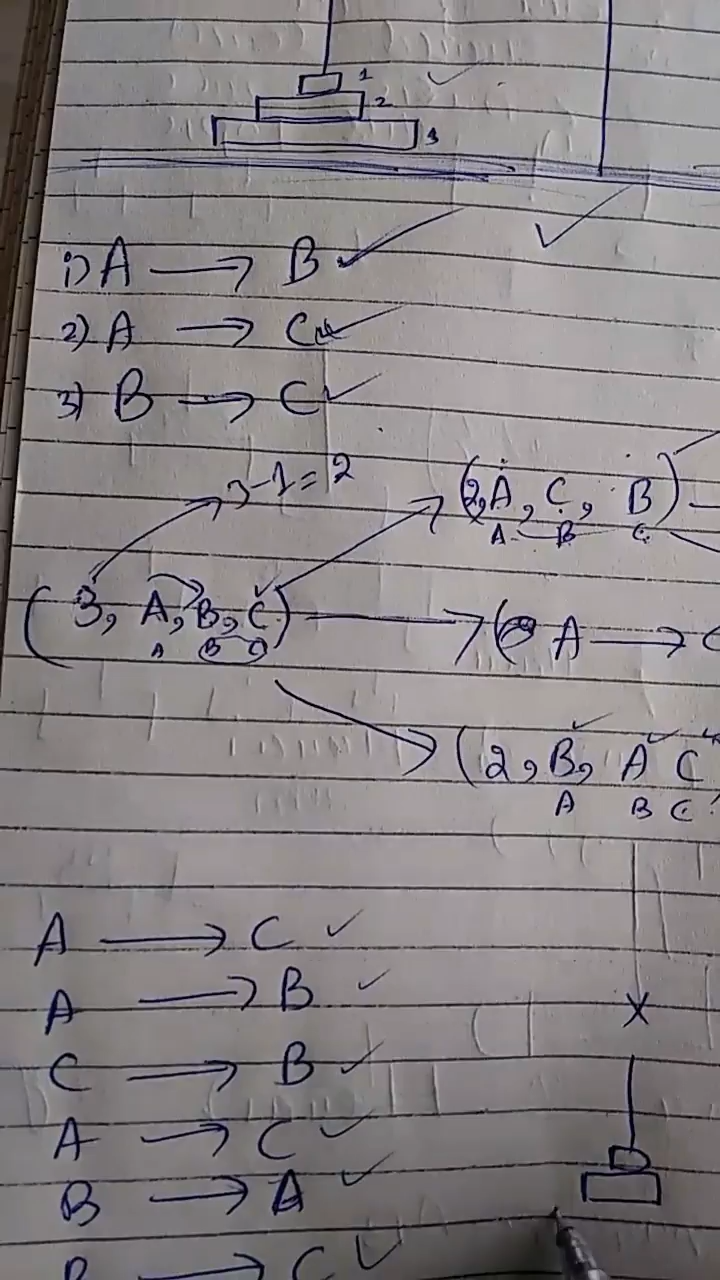 1
2
3
1) A → B ✓
2) A → C ✓
3) B → C ✓
3-1=2
(2, A, C, B)
A B C
(3, A, B, C)
A B C
A → C
(2, B, A C
A B C
A → C ✓
A → B ✓
C → B ✓
A → C ✓
B → A ✓
B → C ✓